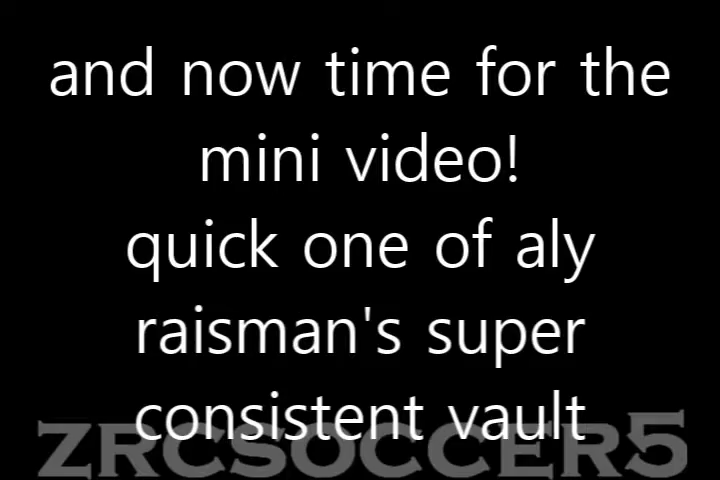 and now time for the
mini video!
quick one of aly
raisman's super
consistent vault
ZRCSOCCER5